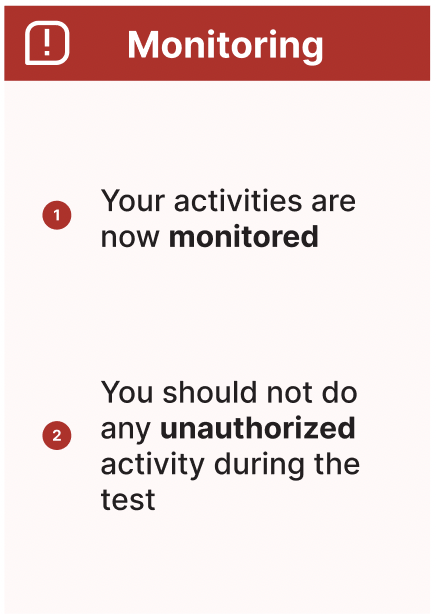 Monitoring
1
Your activities are
now monitored
2
You should not do
any unauthorized
activity during the
test